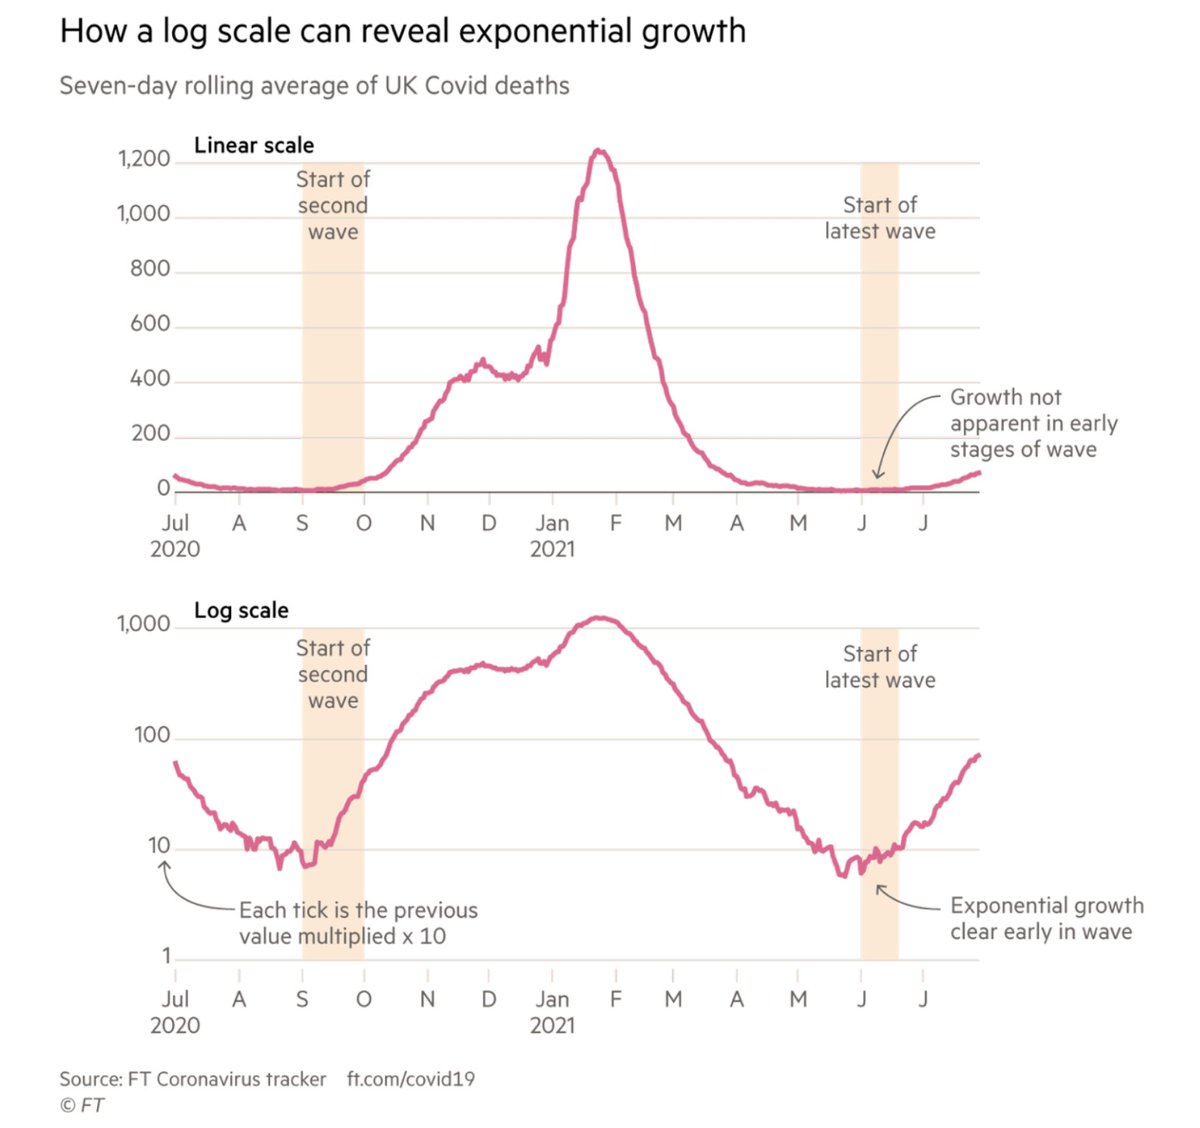 How a log scale can reveal exponential growth
Seven-day rolling average of UK Covid deaths
Linear scale
1,200
1,000
800
600
400
200
0
Start of
second
wave
Start of
latest wave
Growth not
apparent in early
stages of wave
Jul A S O N D Jan F M A M J J
2020 2021
Log scale
1,000
100
10
1
Start of
second
wave
Start of
latest wave
Each tick is the previous
value multiplied x 10
Exponential growth
clear early in wave
Jul A S O N D Jan F M A M J J
2020 2021
Source: FT Coronavirus tracker ft.com/covid19
© FT